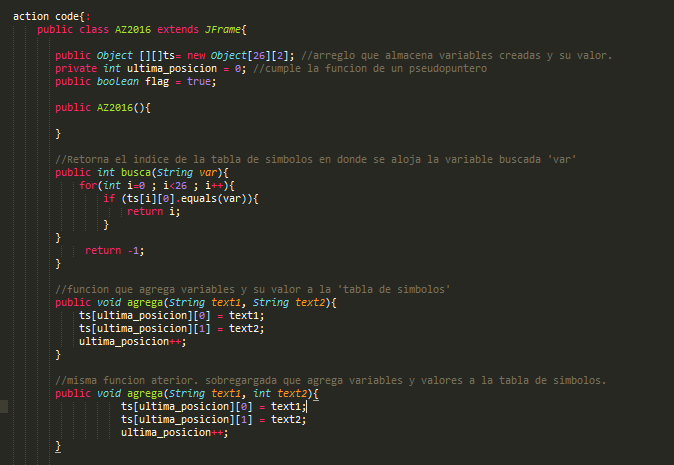 action code{:
public class AZ2016 extends JFrame{
public Object [][]ts= new Object[26][2]; //arreglo que almacena variables creadas y su valor.
private int ultima_posicion = 0; //cumple la funcion de un pseudopuntero
public boolean flag = true;
public AZ2016(){
}
//Retorna el indice de la tabla de simbolos en donde se aloja la variable buscada 'var'
public int busca(String var){
for(int i=0 ; i<26 ; i++){
if (ts[i][0].equals(var)){
return i;
}
}
return -1;
}
//funcion que agrega variables y su valor a la 'tabla de simbolos'
public void agrega(String text1, String text2){
ts[ultima_posicion][0] = text1;
ts[ultima_posicion][1] = text2;
ultima_posicion++;
}
//misma funcion aterior. sobregargada que agrega variables y valores a la tabla de simbolos.
public void agrega(String text1, int text2){
ts[ultima_posicion][0] = text1;
ts[ultima_posicion][1] = text2;
ultima_posicion++;
}